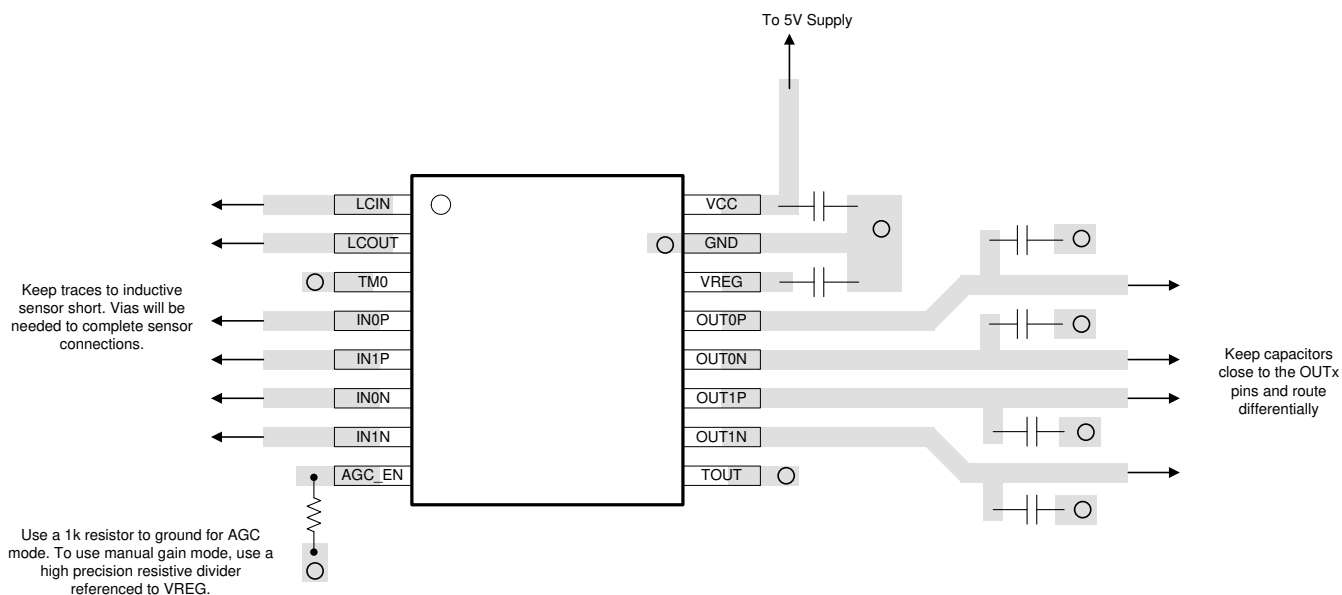 To 5V Supply
LCIN
LCOUT
TM0
IN0P
IN1P
IN0N
IN1N
AGC_EN
VCC
GND
VREG
OUT0P
OUT0N
OUT1P
OUT1N
TOUT
Keep traces to inductive
sensor short. Vias will be
needed to complete sensor
connections.
Use a 1k resistor to ground for AGC
mode. To use manual gain mode, use a
high precision resistive divider
referenced to VREG.
Keep capacitors
close to the OUTx
pins and route
differentially